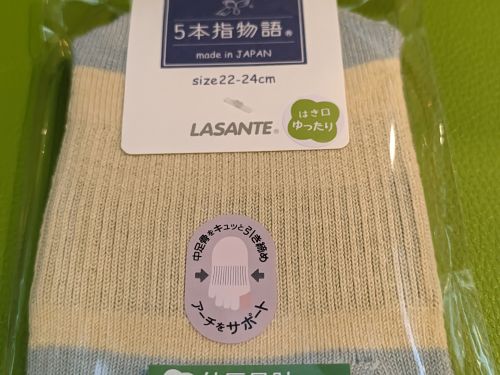 5本指物語®
made in JAPAN
size22-24cm
LASANTE®
はき口
ゆったり
中足骨をキュッと引き締め
アーチをサポート